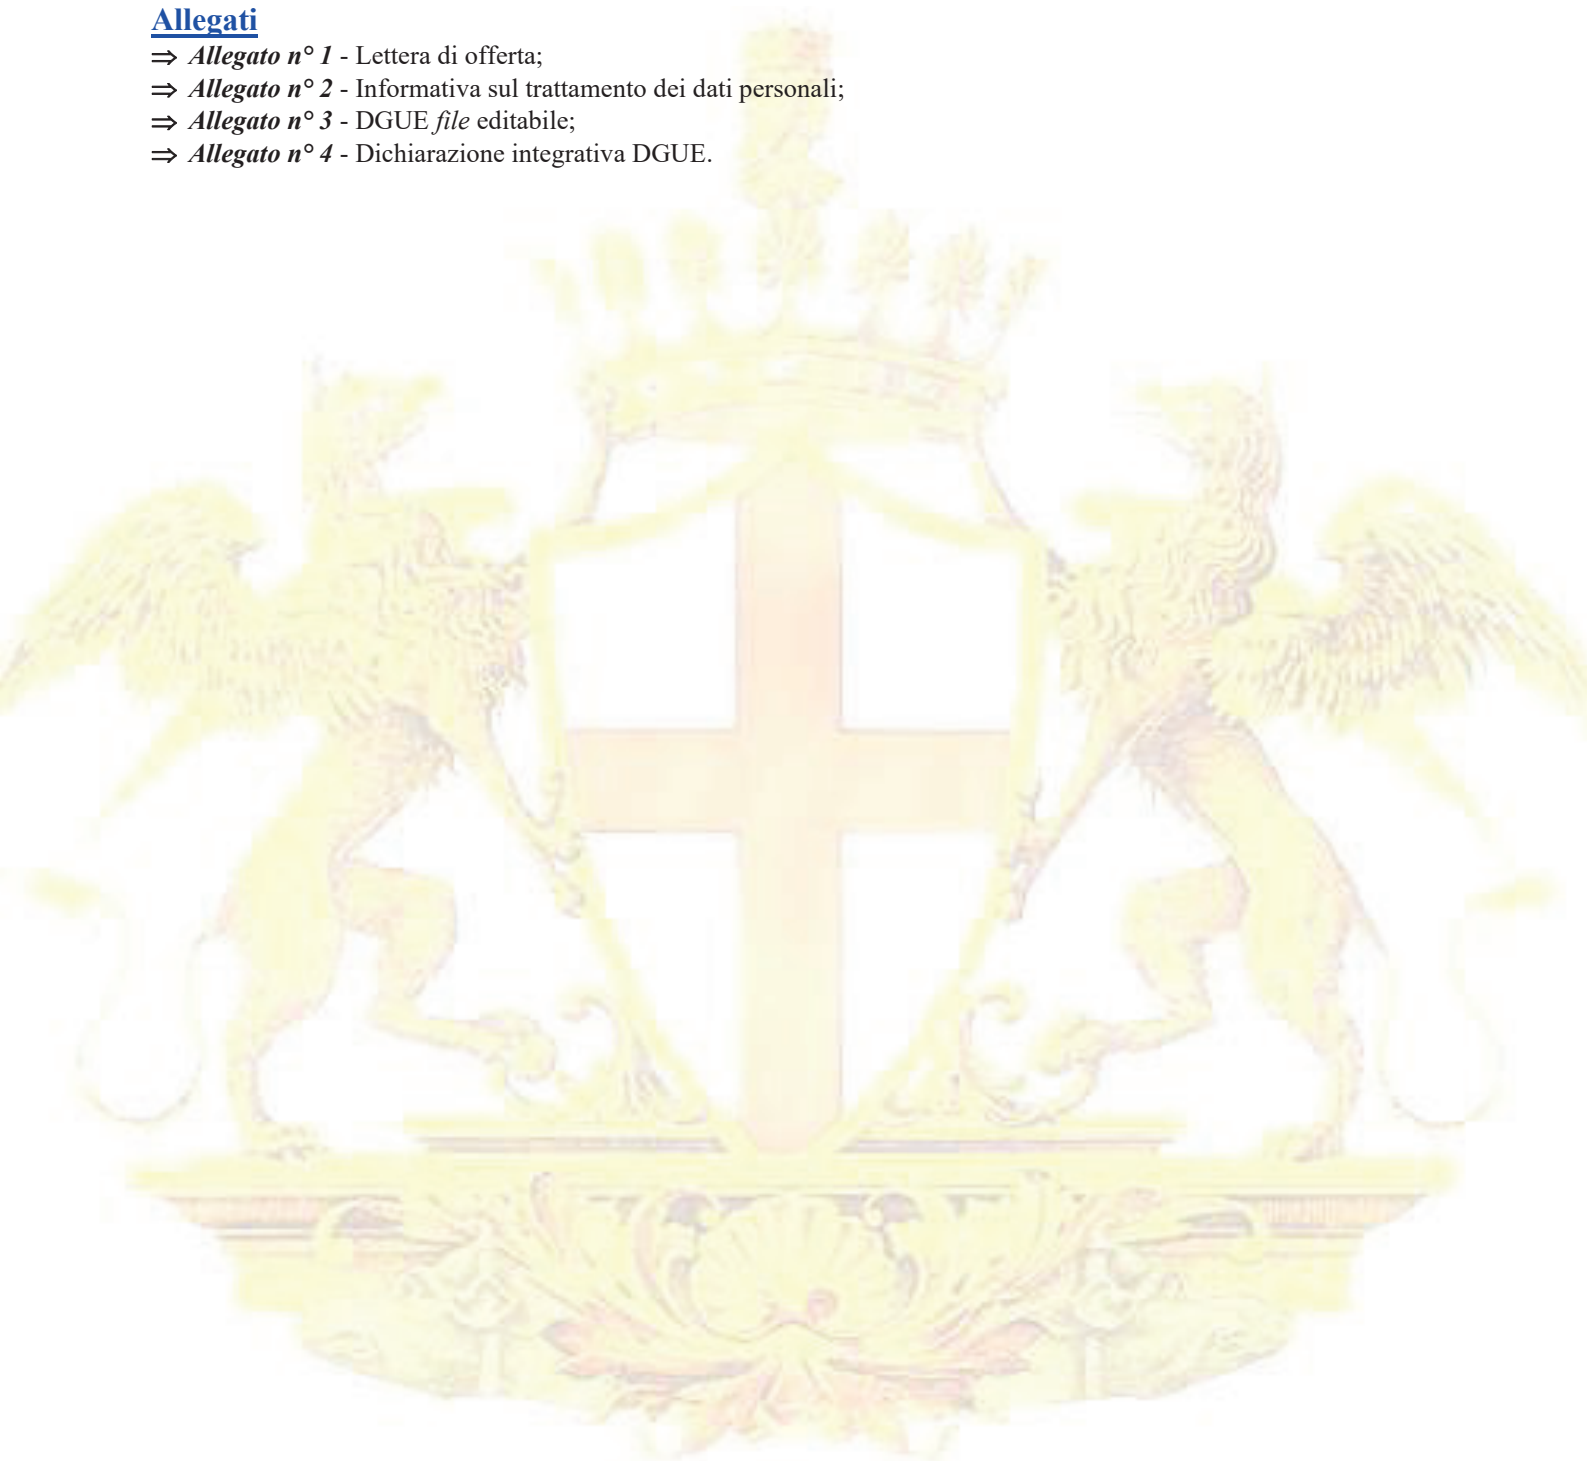 Allegati
⇒ Allegato n° 1 - Lettera di offerta;
⇒ Allegato n° 2 - Informativa sul trattamento dei dati personali;
⇒ Allegato n° 3 - DGUE file editabile;
⇒ Allegato n° 4 - Dichiarazione integrativa DGUE.